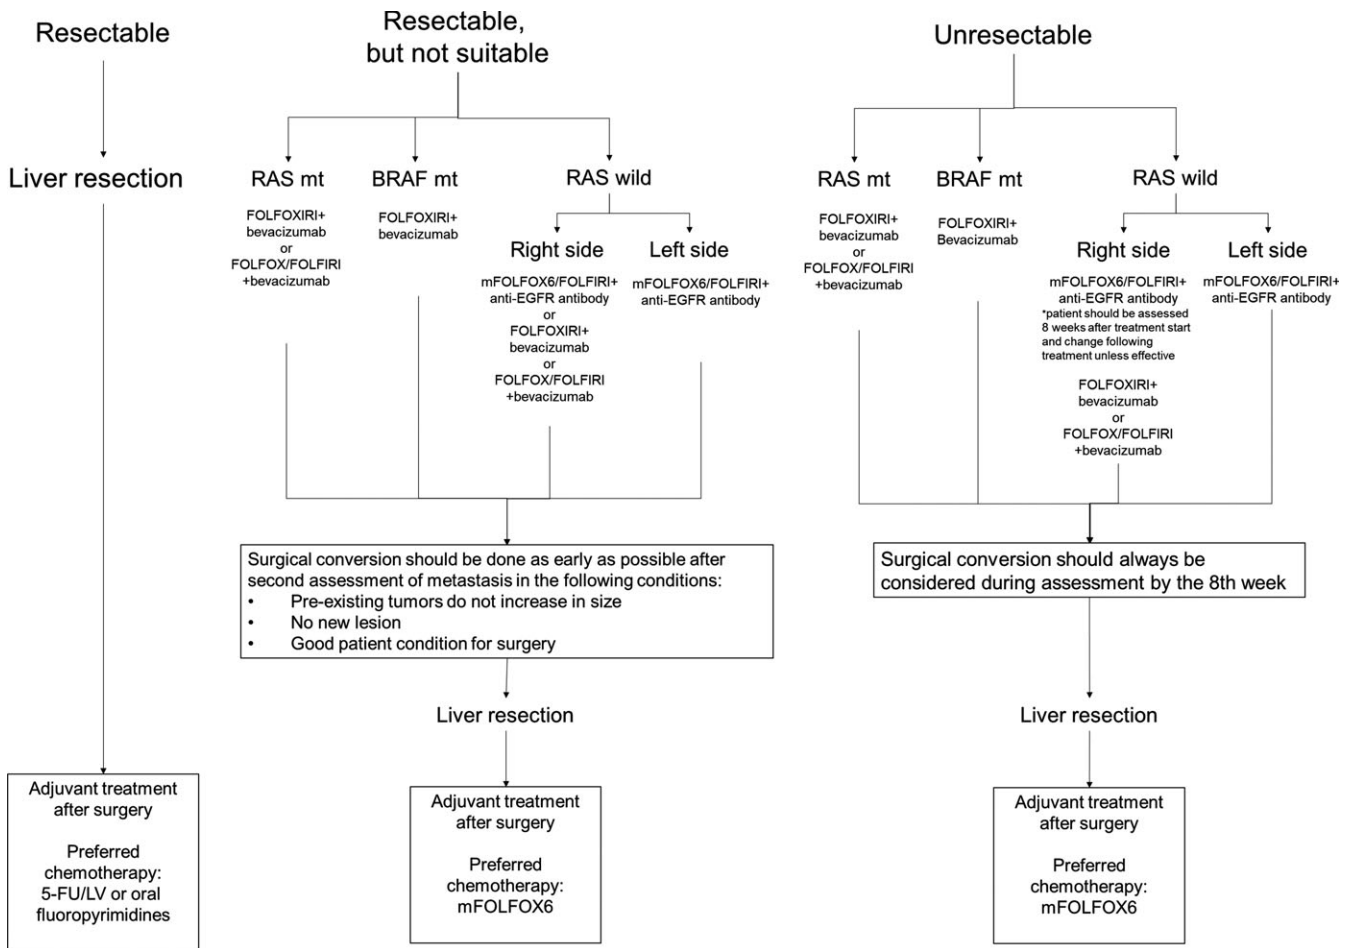 Resectable
Liver resection
Adjuvant treatment
after surgery
Preferred
chemotherapy:
5-FU/LV or oral
fluoropyrimidines
Resectable,
but not suitable
RAS mt
FOLFOXIRI+
bevacizumab
or
FOLFOX/FOLFIRI
+bevacizumab
BRAF mt
FOLFOXIRI+
bevacizumab
RAS wild
Right side
mFOLFOX6/FOLFIRI+
anti-EGFR antibody
or
FOLFOXIRI+
bevacizumab
or
FOLFOX/FOLFIRI
+bevacizumab
Left side
mFOLFOX6/FOLFIRI+
anti-EGFR antibody
Surgical conversion should be done as early as possible after
second assessment of metastasis in the following conditions:
• Pre-existing tumors do not increase in size
• No new lesion
• Good patient condition for surgery
Liver resection
Adjuvant treatment
after surgery
Preferred
chemotherapy:
mFOLFOX6
Unresectable
RAS mt
FOLFOXIRI+
bevacizumab
or
FOLFOX/FOLFIRI
+bevacizumab
BRAF mt
FOLFOXIRI+
Bevacizumab
RAS wild
Right side
mFOLFOX6/FOLFIRI+
anti-EGFR antibody
*patient should be assessed
8 weeks after treatment start
and change following
treatment unless effective
FOLFOXIRI+
bevacizumab
or
FOLFOX/FOLFIRI
+bevacizumab
Left side
mFOLFOX6/FOLFIRI+
anti-EGFR antibody
Surgical conversion should always be
considered during assessment by the 8th week
Liver resection
Adjuvant treatment
after surgery
Preferred
chemotherapy:
mFOLFOX6